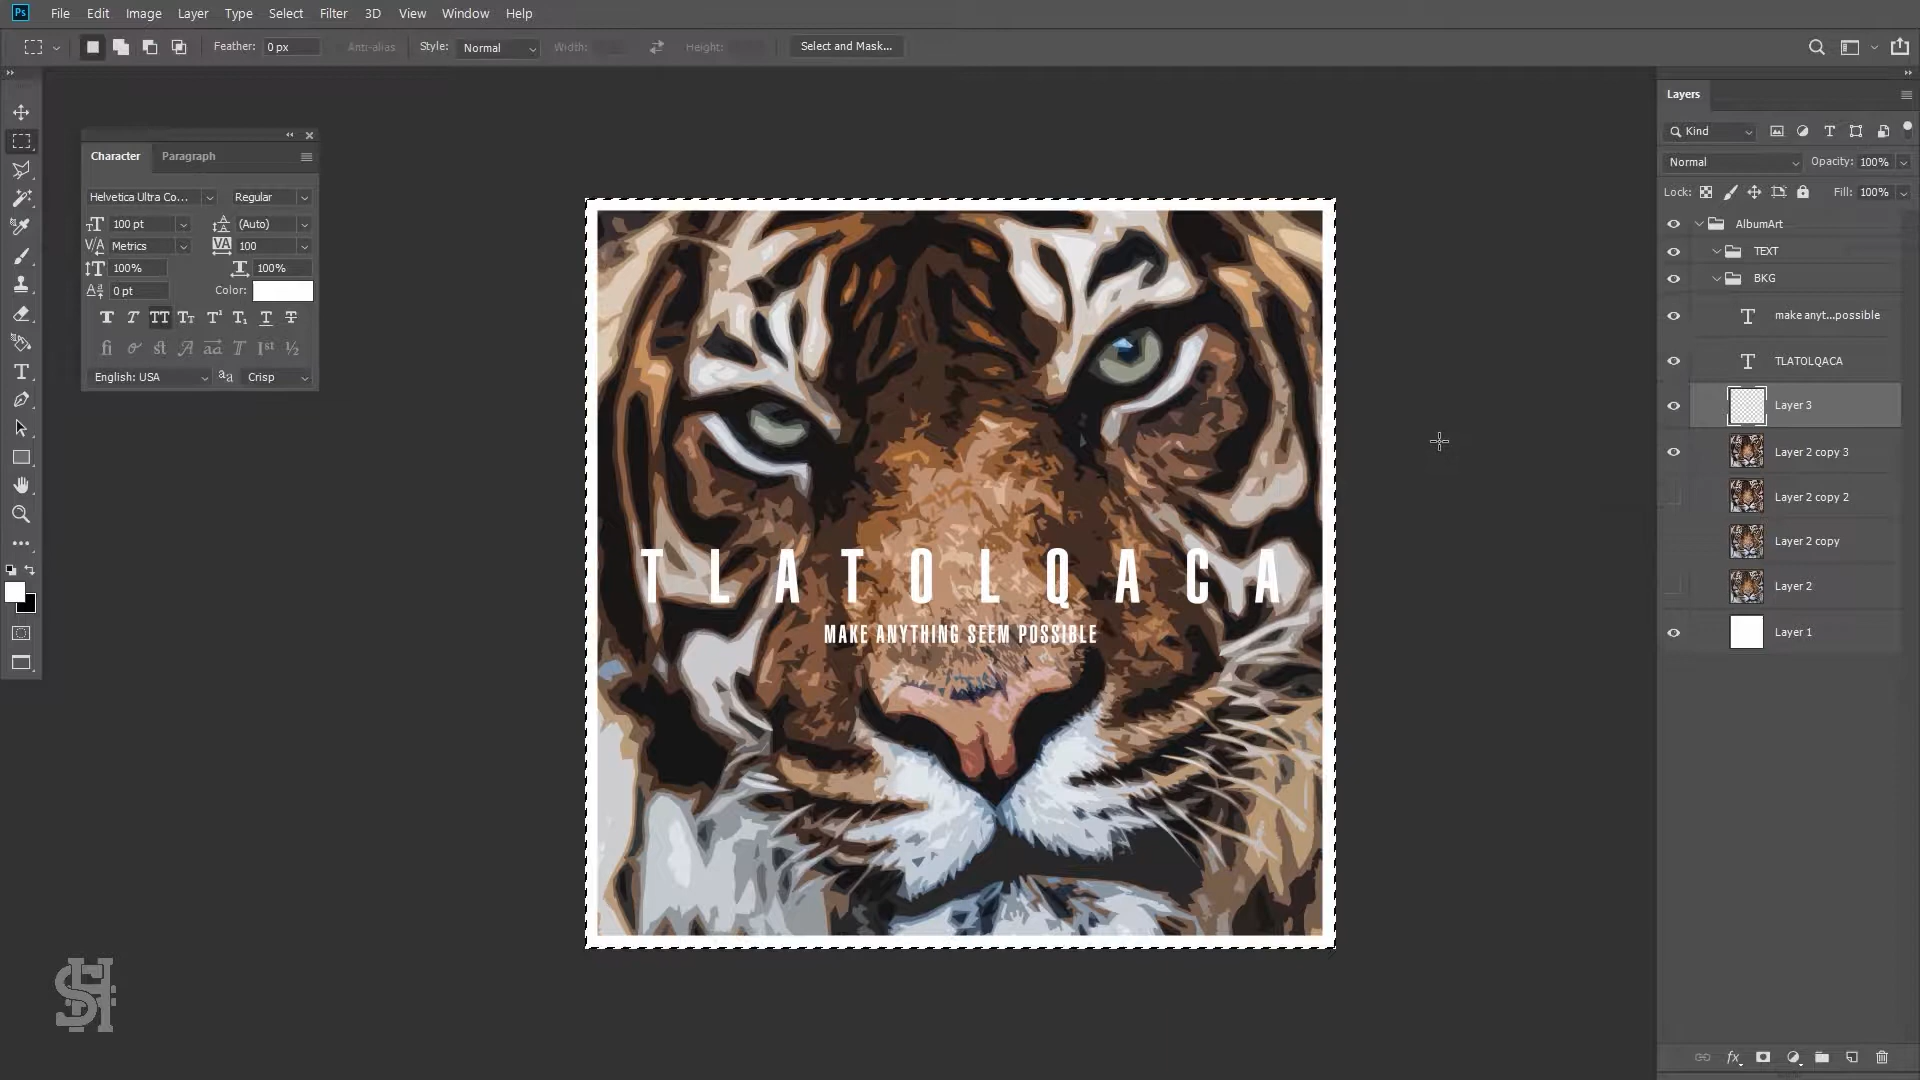 Ps File Edit Image Layer Type Select Filter 3D View Window Help
Feather: 0 px Anti-alias Style: Normal Width: Height: Select and Mask...
Layers
Character Paragraph
Kind
Normal Opacity: 100%
Lock: Fill: 100%
Helvetica Ultra Co... Regular
100 pt (Auto)
Metrics 100
100% 100%
0 pt Color:
English: USA Crisp
AlbumArt
TEXT
BKG
make anyt...possible
TLATOLQACA
Layer 3
Layer 2 copy 3
Layer 2 copy 2
Layer 2 copy
Layer 2
Layer 1
TLATOLQACA
MAKE ANYTHING SEEM POSSIBLE